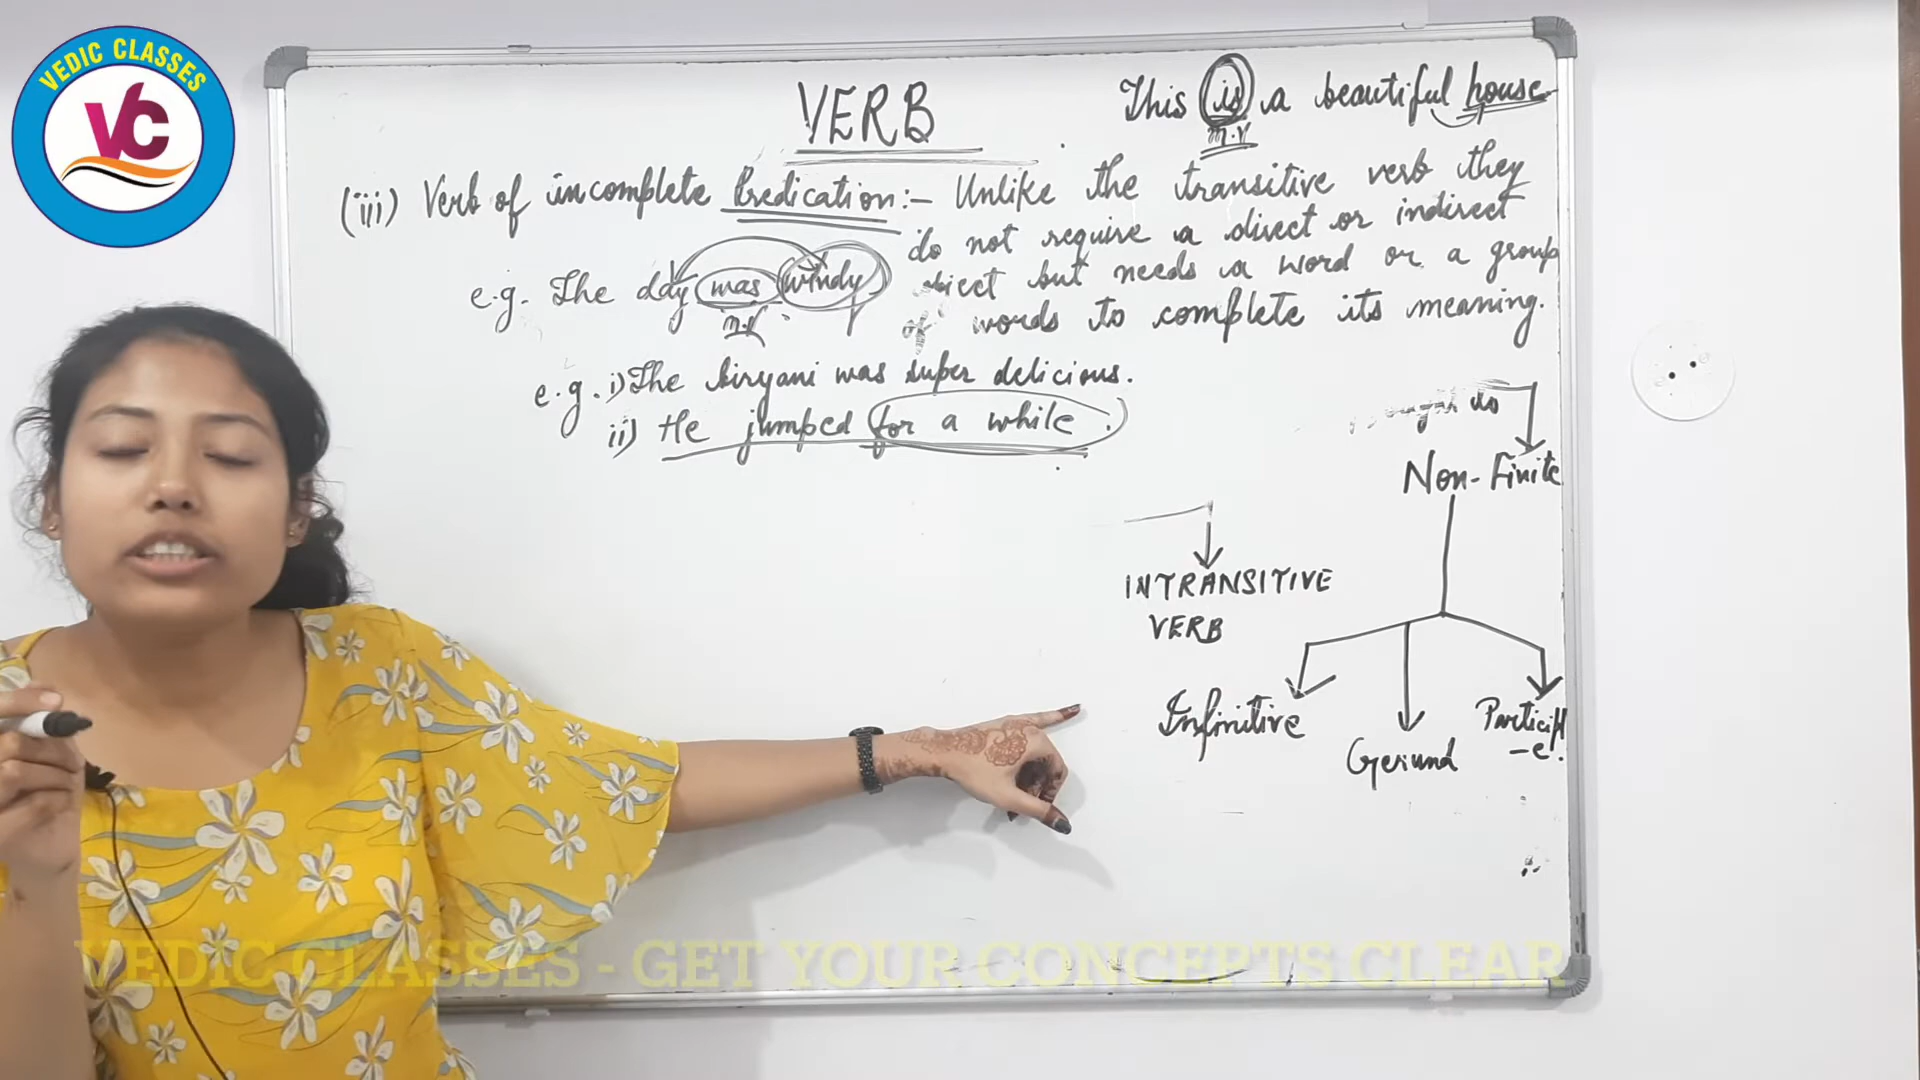 VEDIC CLASSES
VC
VERB
This is a beautiful house
m.v
(iii) Verb of incomplete Predication:- Unlike the transitive verb they
do not require a direct or indirect
object but needs a word or a group
of words to complete its meaning.
e.g. The day was windy
m.v
e.g. i) The biryani was super delicious.
ii) He jumped for a while.
Non-Finite
INTRANSITIVE
VERB
Infinitive
Gerund
Participl
-e.
VEDIC CLASSES - GET YOUR CONCEPTS CLEAR